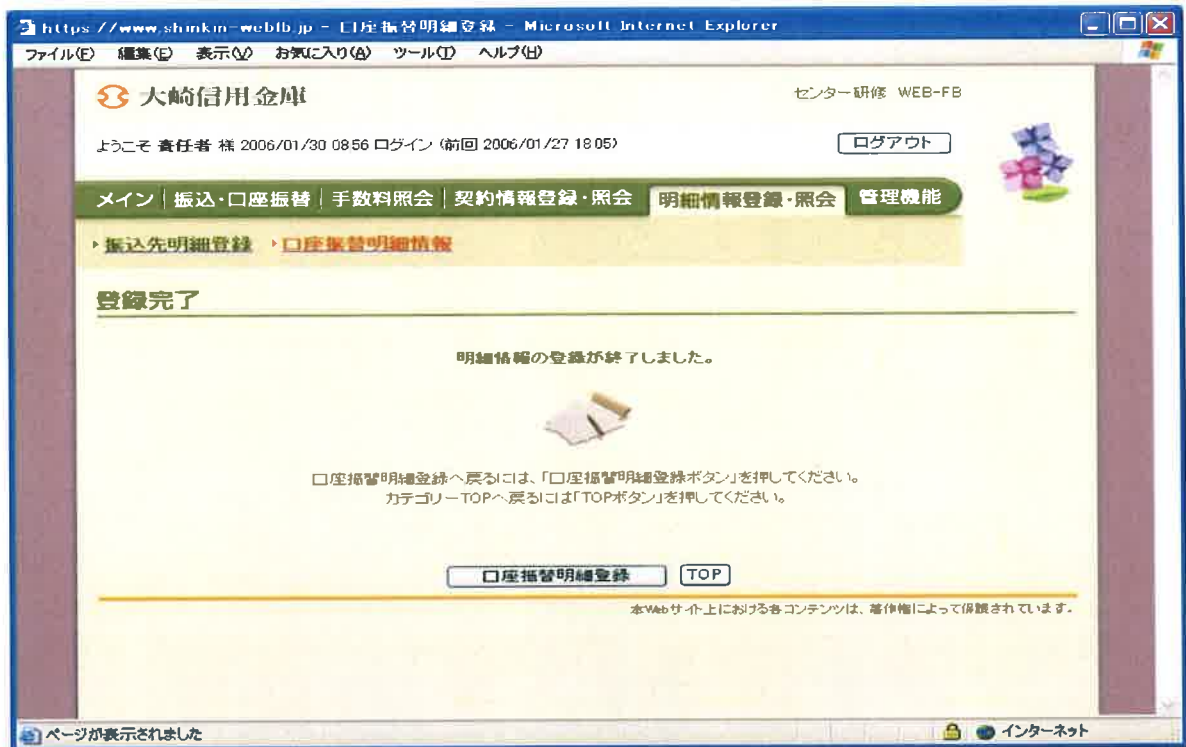 https://www.shinkin-webfb.jp - 口座振替明細登録 - Microsoft Internet Explorer
ファイル(F) 編集(E) 表示(V) お気に入り(A) ツール(T) ヘルプ(H)
大崎信用金庫
センター研修 WEB-FB
ようこそ 責任者 様 2006/01/30 08:56 ログイン (前回 2006/01/27 18:05)
ログアウト
メイン 振込・口座振替 手数料照会 契約情報登録・照会 明細情報登録・照会 管理機能
振込先明細登録 口座振替明細情報
登録完了
明細情報の登録が終了しました。
口座振替明細登録へ戻るには、「口座振替明細登録ボタン」を押してください。
カテゴリーTOPへ戻るには「TOPボタン」を押してください。
口座振替明細登録 TOP
本Webサイト上における各コンテンツは、著作権によって保護されています。
ページが表示されました
インターネット